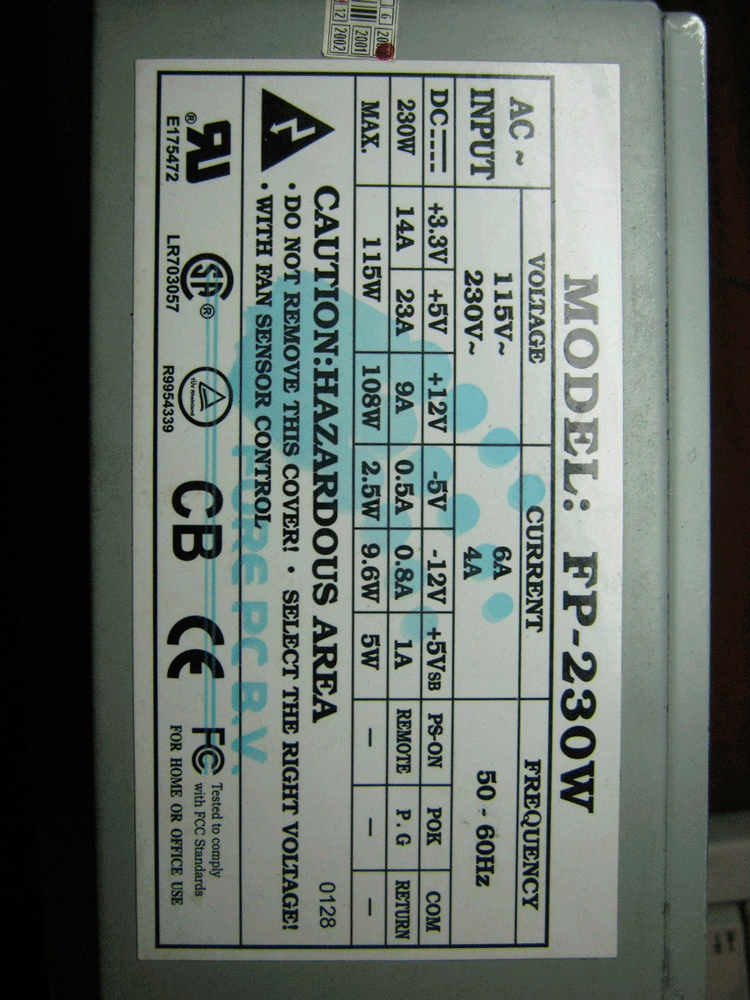 MODEL: FP-230W
AC ~ INPUT VOLTAGE CURRENT FREQUENCY
115V~ 6A 50 - 60Hz
230V~ 4A
DC +3.3V +5V +12V -5V -12V +5VSB PS-ON POK COM
230W 14A 23A 9A 0.5A 0.8A 1A REMOTE P.G RETURN
MAX. 115W 108W 2.5W 9.6W 5W — — —
CAUTION:HAZARDOUS AREA 0128
• DO NOT REMOVE THIS COVER! • SELECT THE RIGHT VOLTAGE!
• WITH FAN SENSOR CONTROL
PURE PC B.V.
RU ® SP ® CB CE FC Tested to comply
with FCC Standards
E175472 LR703057 R9954339 FOR HOME OR OFFICE USE
6
12 2001 2002